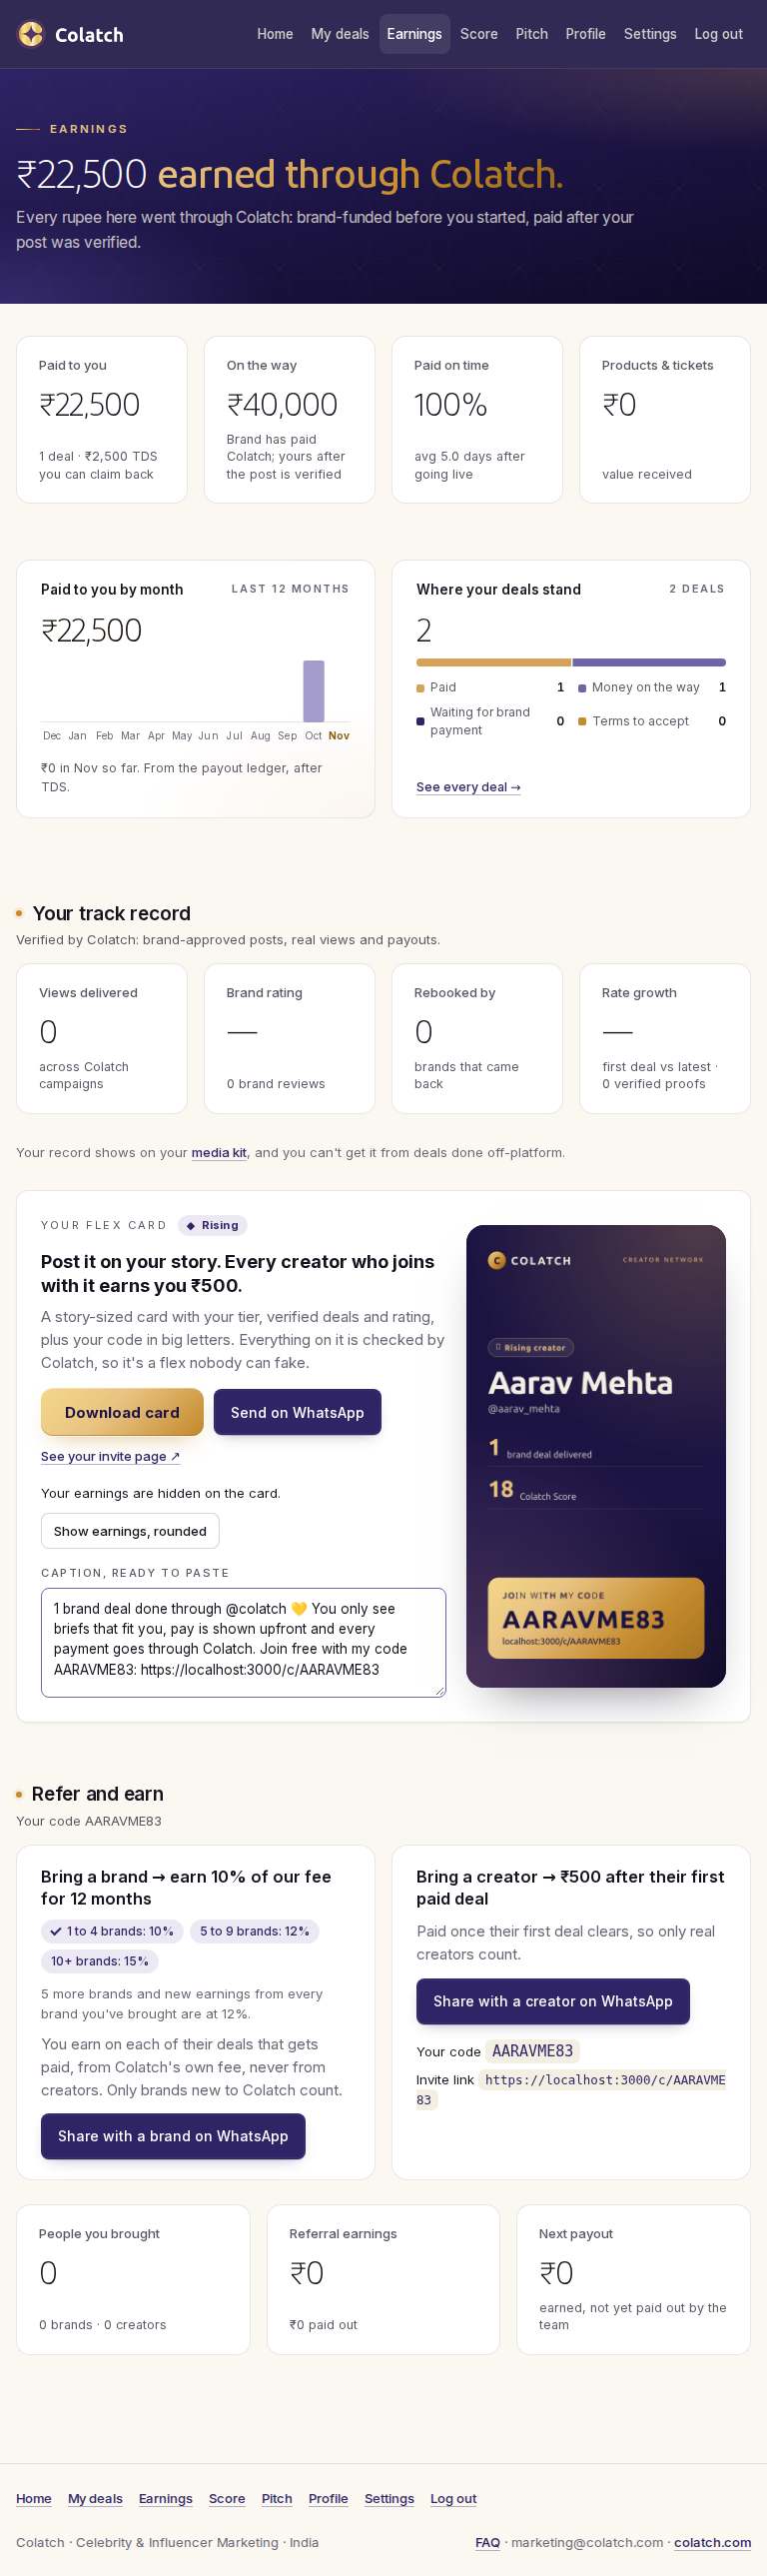 Colatch
Home My deals Earnings Score Pitch Profile Settings Log out
EARNINGS
₹22,500 earned through Colatch.
Every rupee here went through Colatch: brand-funded before you started, paid after your
post was verified.
Paid to you
₹22,500
1 deal · ₹2,500 TDS
you can claim back
On the way
₹40,000
Brand has paid
Colatch; yours after
the post is verified
Paid on time
100%
avg 5.0 days after
going live
Products & tickets
₹0
value received
Paid to you by month LAST 12 MONTHS
₹22,500
Dec Jan Feb Mar Apr May Jun Jul Aug Sep Oct Nov
₹0 in Nov so far. From the payout ledger, after
TDS.
Where your deals stand 2 DEALS
2
Paid 1
Money on the way 1
Waiting for brand
payment 0
Terms to accept 0
See every deal →
Your track record
Verified by Colatch: brand-approved posts, real views and payouts.
Views delivered
0
across Colatch
campaigns
Brand rating
—
0 brand reviews
Rebooked by
0
brands that came
back
Rate growth
—
first deal vs latest ·
0 verified proofs
Your record shows on your media kit, and you can't get it from deals done off-platform.
YOUR FLEX CARD ◆ Rising
Post it on your story. Every creator who joins
with it earns you ₹500.
A story-sized card with your tier, verified deals and rating,
plus your code in big letters. Everything on it is checked by
Colatch, so it's a flex nobody can fake.
Download card Send on WhatsApp
See your invite page ↗
Your earnings are hidden on the card.
Show earnings, rounded
CAPTION, READY TO PASTE
1 brand deal done through @colatch 💛 You only see
briefs that fit you, pay is shown upfront and every
payment goes through Colatch. Join free with my code
AARAVME83: https://localhost:3000/c/AARAVME83
C COLATCH CREATOR NETWORK
Rising creator
Aarav Mehta
@aarav_mehta
1 brand deal delivered
18 Colatch Score
JOIN WITH MY CODE
AARAVME83
localhost:3000/c/AARAVME83
Refer and earn
Your code AARAVME83
Bring a brand → earn 10% of our fee
for 12 months
✓ 1 to 4 brands: 10% 5 to 9 brands: 12%
10+ brands: 15%
5 more brands and new earnings from every
brand you've brought are at 12%.
You earn on each of their deals that gets
paid, from Colatch's own fee, never from
creators. Only brands new to Colatch count.
Share with a brand on WhatsApp
Bring a creator → ₹500 after their first
paid deal
Paid once their first deal clears, so only real
creators count.
Share with a creator on WhatsApp
Your code AARAVME83
Invite link https://localhost:3000/c/AARAVME
83
People you brought
0
0 brands · 0 creators
Referral earnings
₹0
₹0 paid out
Next payout
₹0
earned, not yet paid out by the
team
Home My deals Earnings Score Pitch Profile Settings Log out
Colatch · Celebrity & Influencer Marketing · India
FAQ · marketing@colatch.com · colatch.com